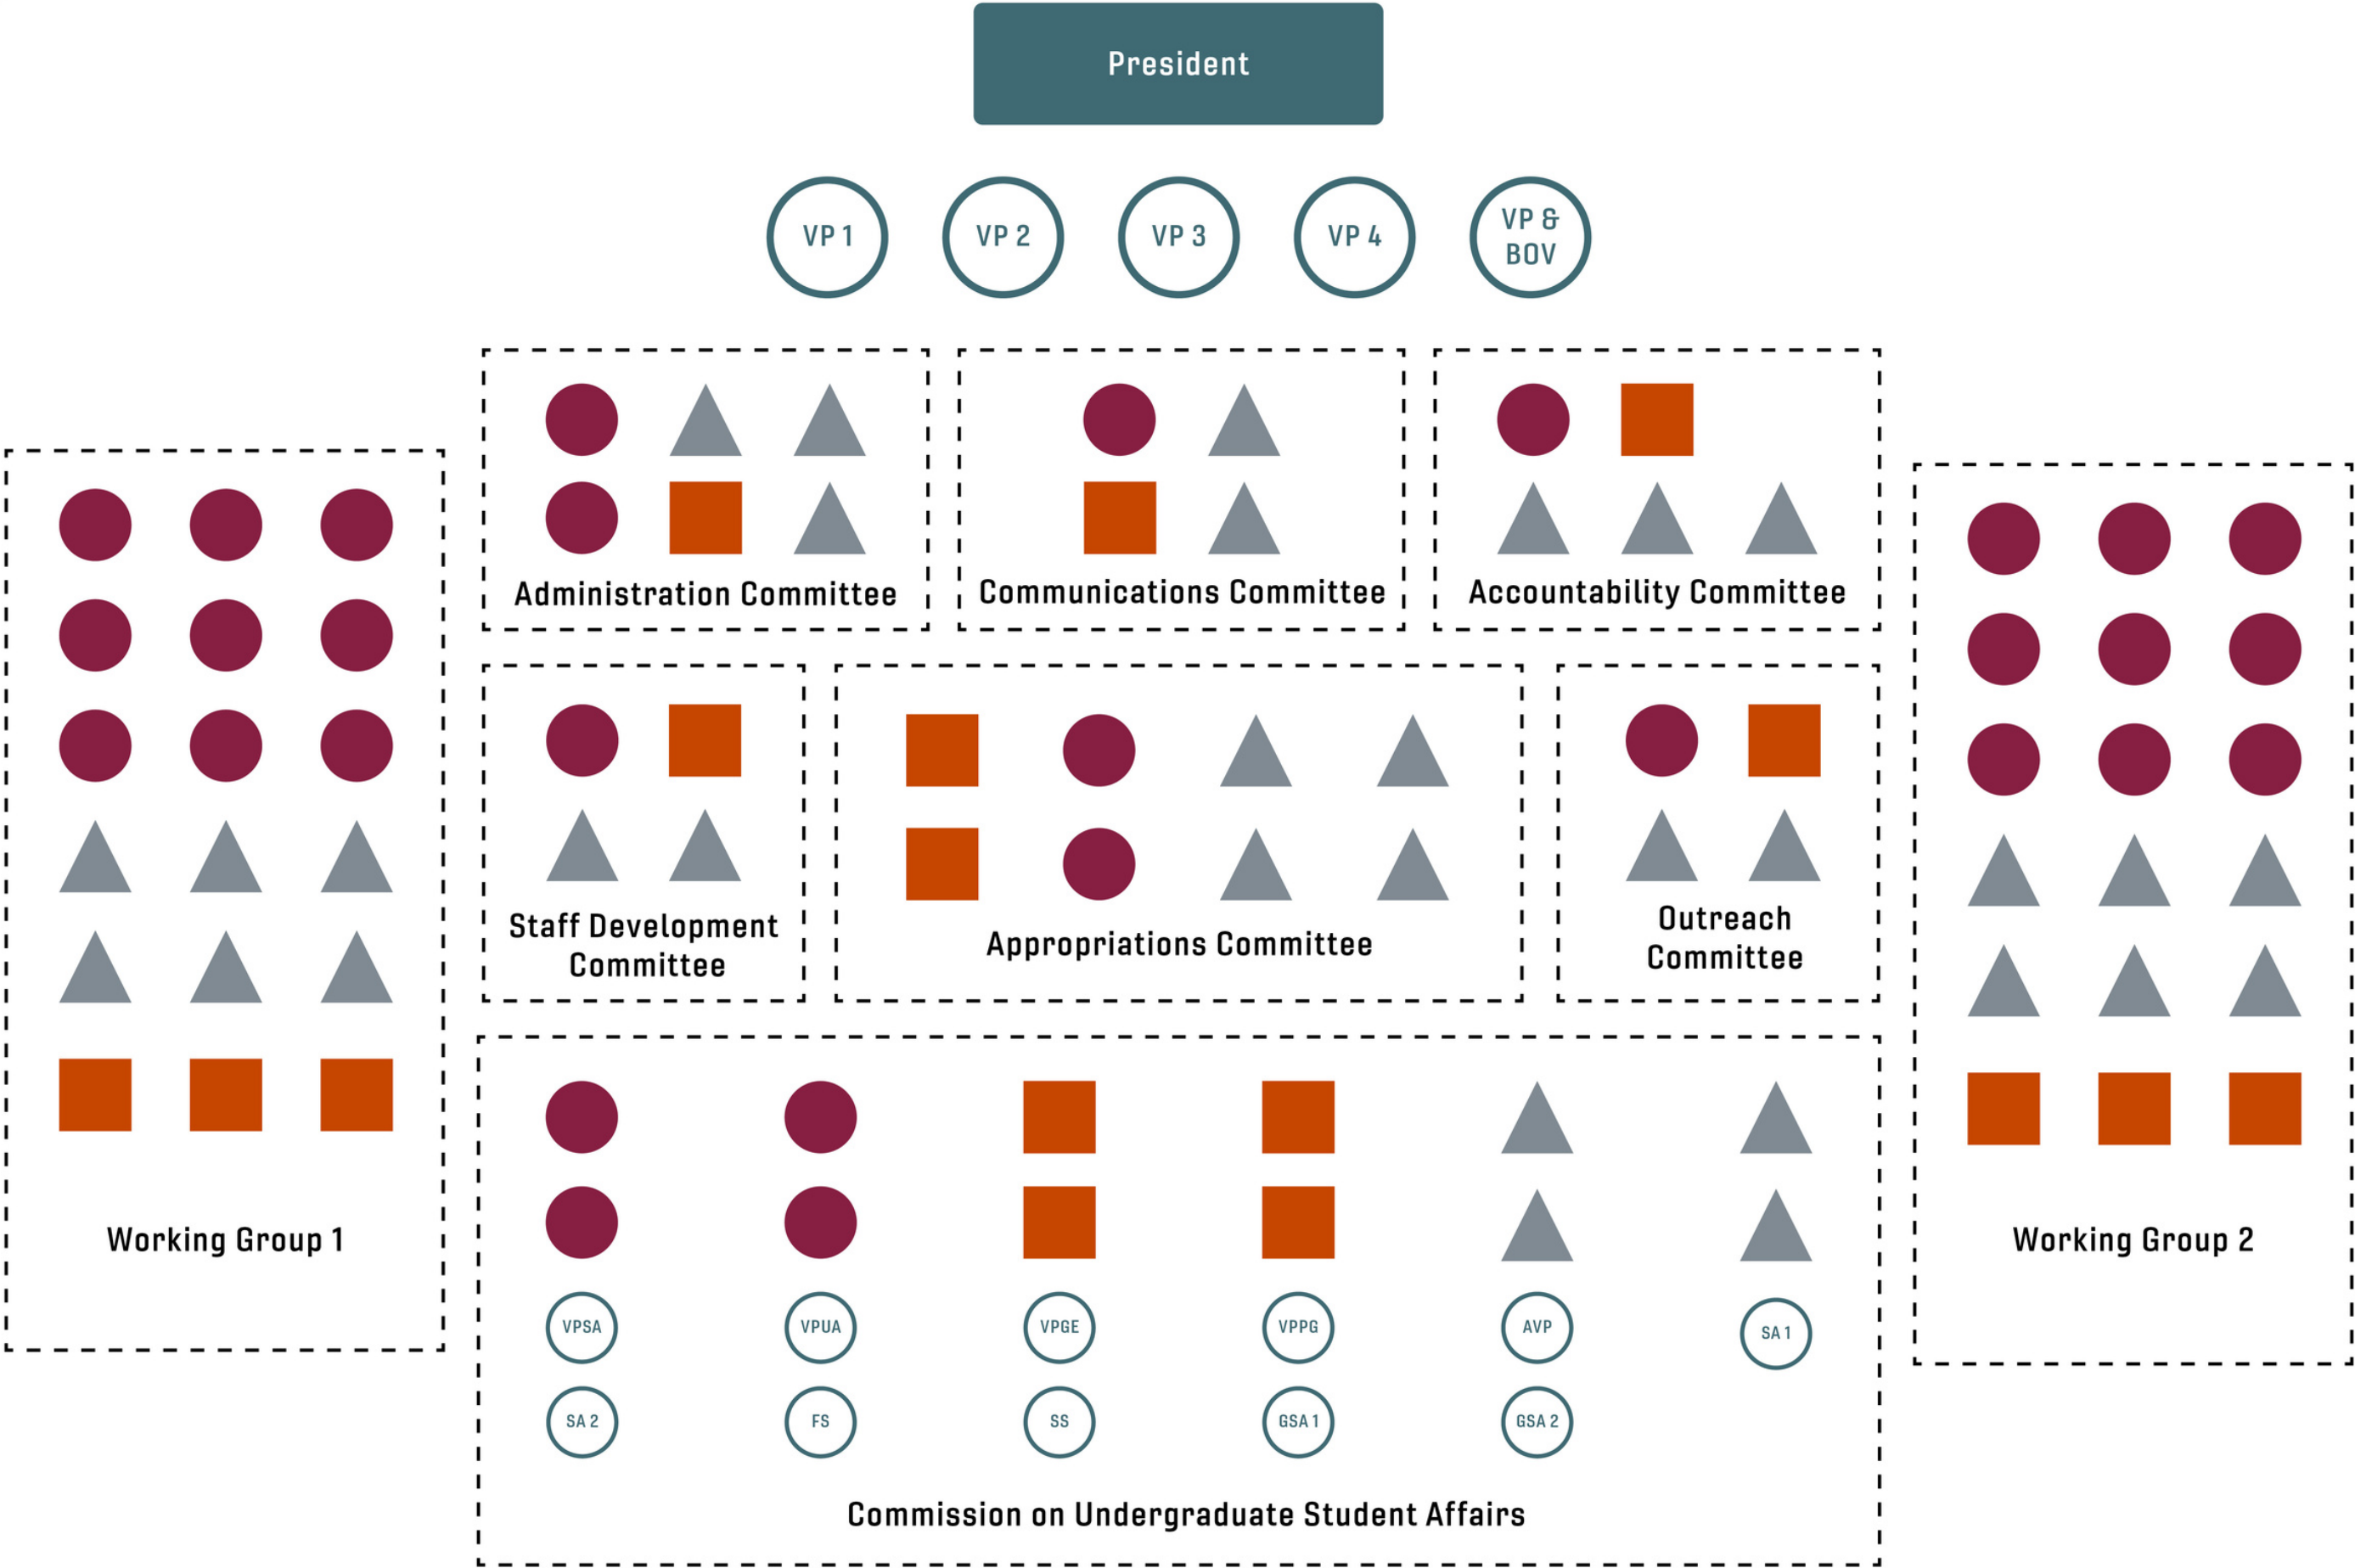 President
VP 1
VP 2
VP 3
VP 4
VP &
BOV
Administration Committee
Communications Committee
Accountability Committee
Staff Development
Committee
Appropriations Committee
Outreach
Committee
Working Group 1
Working Group 2
VPSA
VPUA
VPGE
VPPG
AVP
SA 1
SA 2
FS
SS
GSA 1
GSA 2
Commission on Undergraduate Student Affairs